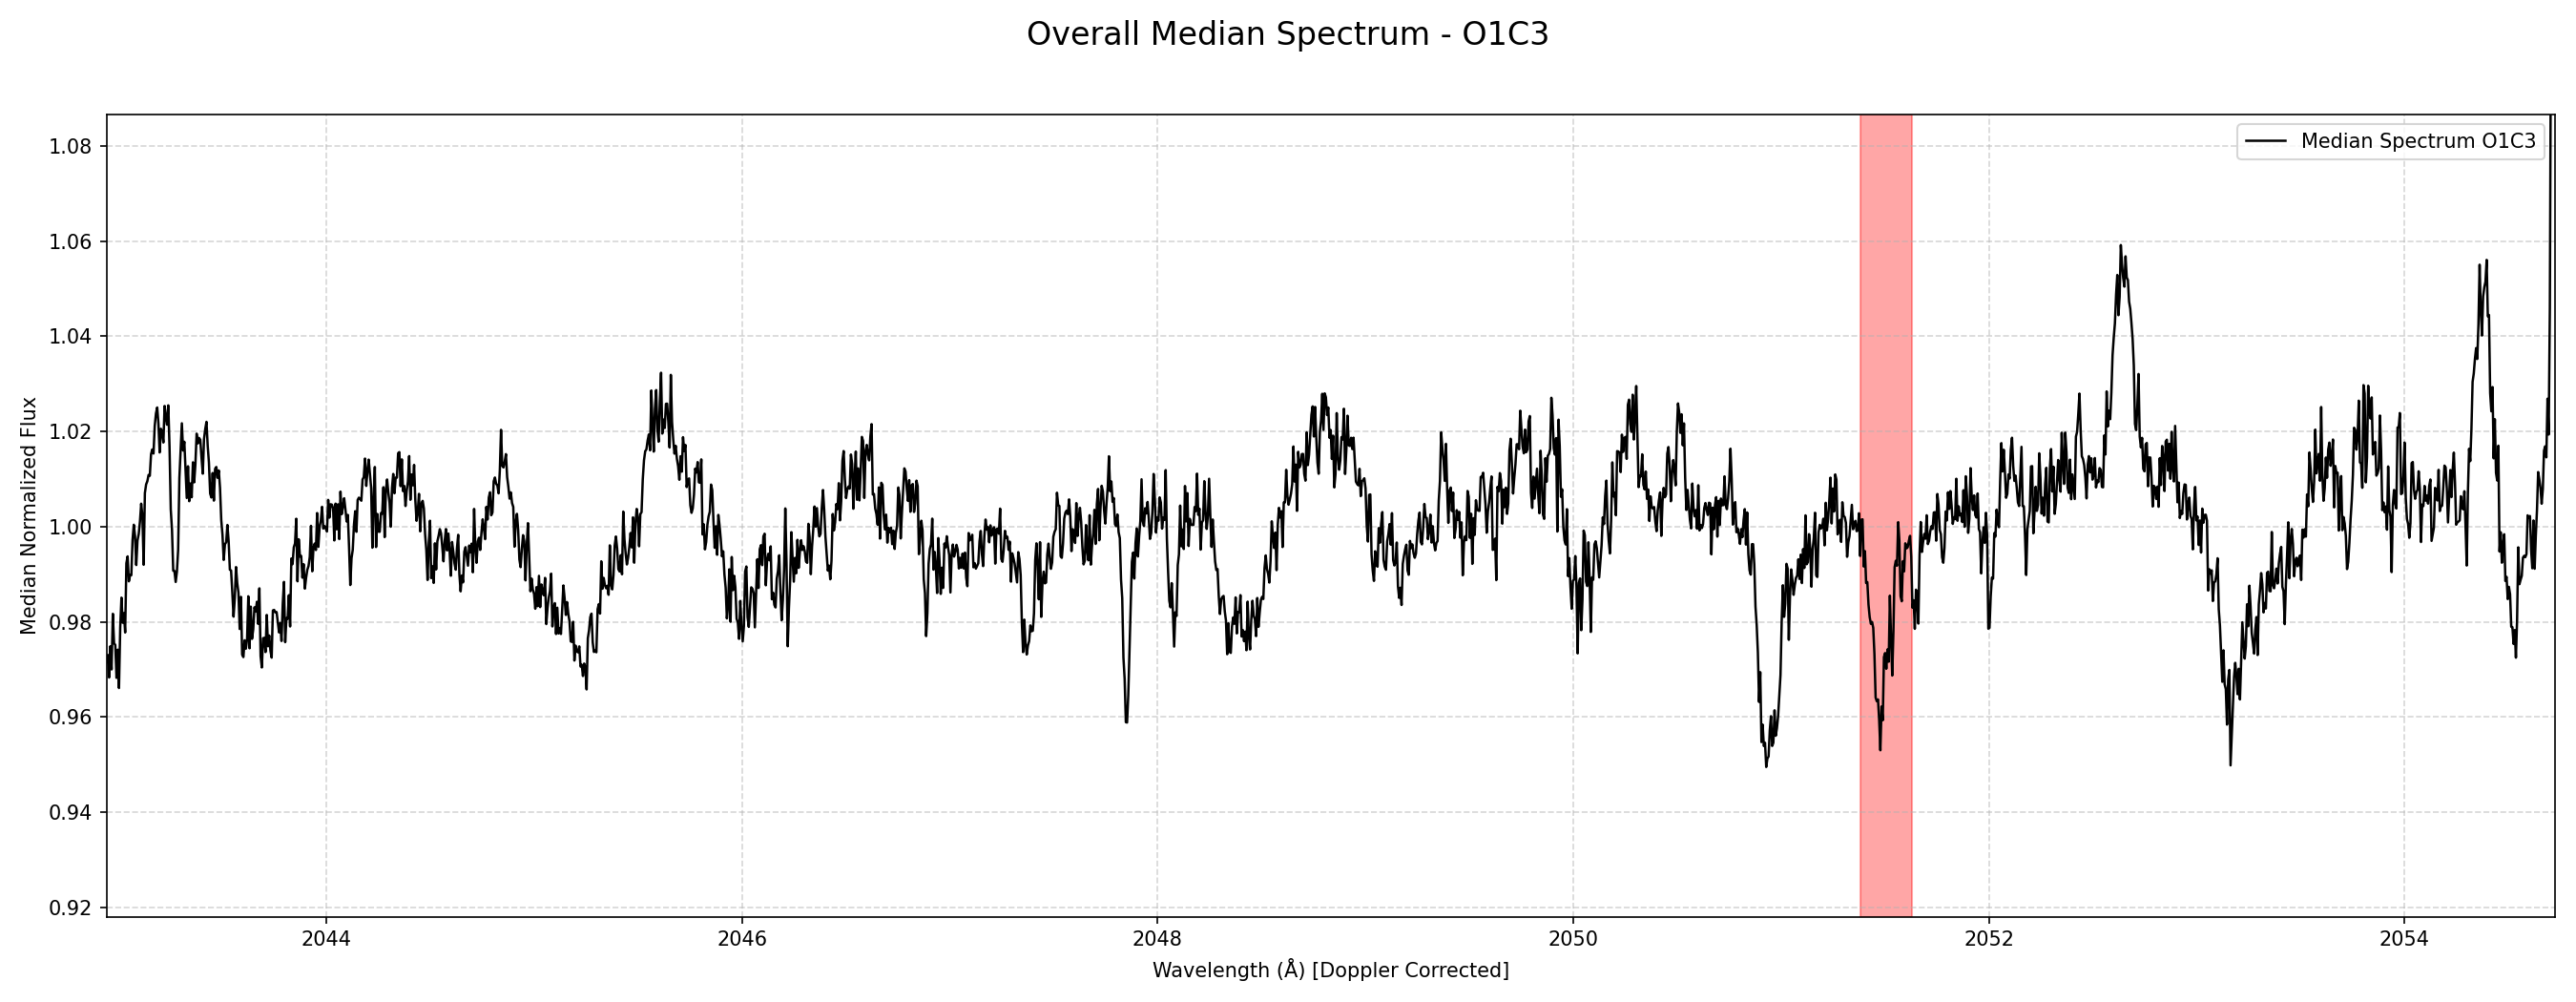 Overall Median Spectrum - O1C3
Median Spectrum O1C3
Median Normalized Flux
1.08
1.06
1.04
1.02
1.00
0.98
0.96
0.94
0.92
2044 2046 2048 2050 2052 2054
Wavelength (Å) [Doppler Corrected]